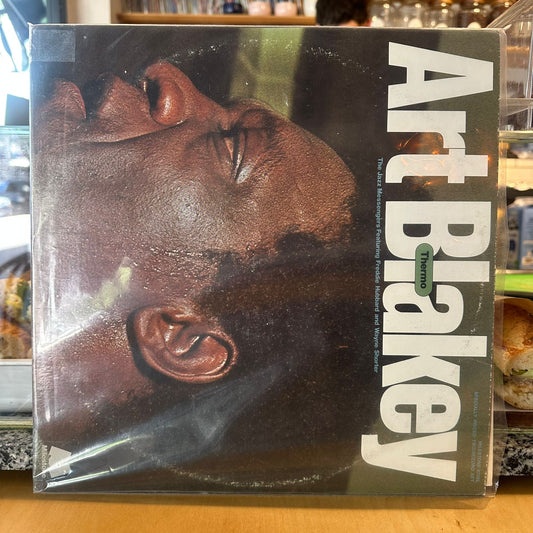 Art Blakey
Thermo
The Jazz Messengers Featuring Freddie Hubbard and Wayne Shorter